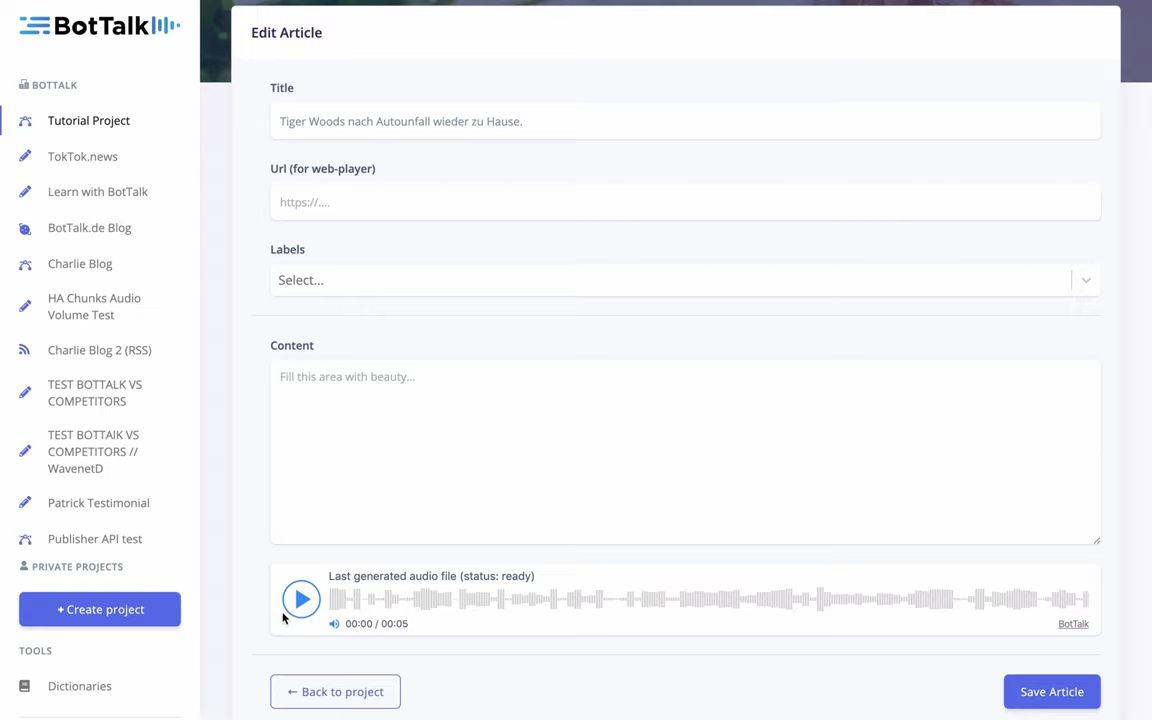 BotTalk
BOTTALK
Tutorial Project
TokTok.news
Learn with BotTalk
BotTalk.de Blog
Charlie Blog
HA Chunks Audio
Volume Test
Charlie Blog 2 (RSS)
TEST BOTTALK VS
COMPETITORS
TEST BOTTAIK VS
COMPETITORS //
WavenetD
Patrick Testimonial
Publisher API test
PRIVATE PROJECTS
+ Create project
TOOLS
Dictionaries
Edit Article
Title
Tiger Woods nach Autounfall wieder zu Hause.
Url (for web-player)
https://....
Labels
Select...
Content
Fill this area with beauty...
Last generated audio file (status: ready)
00:00 / 00:05
BotTalk
← Back to project
Save Article